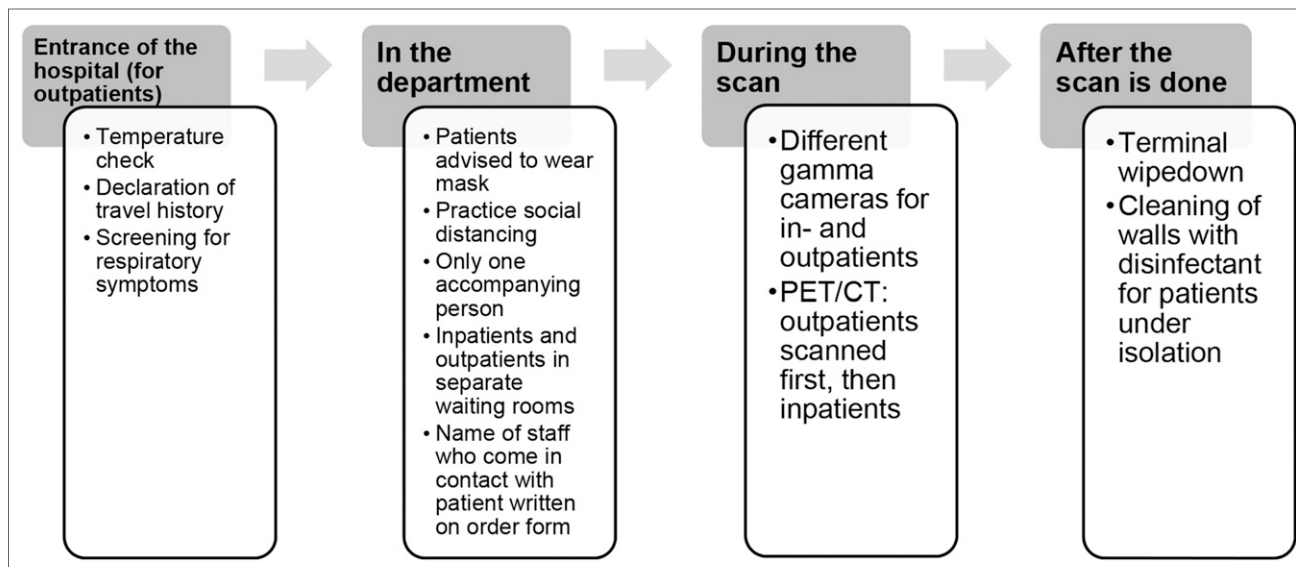 Entrance of the
hospital (for
outpatients)
• Temperature
check
• Declaration of
travel history
• Screening for
respiratory
symptoms
In the
department
• Patients
advised to wear
mask
• Practice social
distancing
• Only one
accompanying
person
• Inpatients and
outpatients in
separate
waiting rooms
• Name of staff
who come in
contact with
patient written
on order form
During the
scan
•Different
gamma
cameras for
in- and
outpatients
•PET/CT:
outpatients
scanned
first, then
inpatients
After the
scan is done
•Terminal
wipedown
•Cleaning of
walls with
disinfectant
for patients
under
isolation